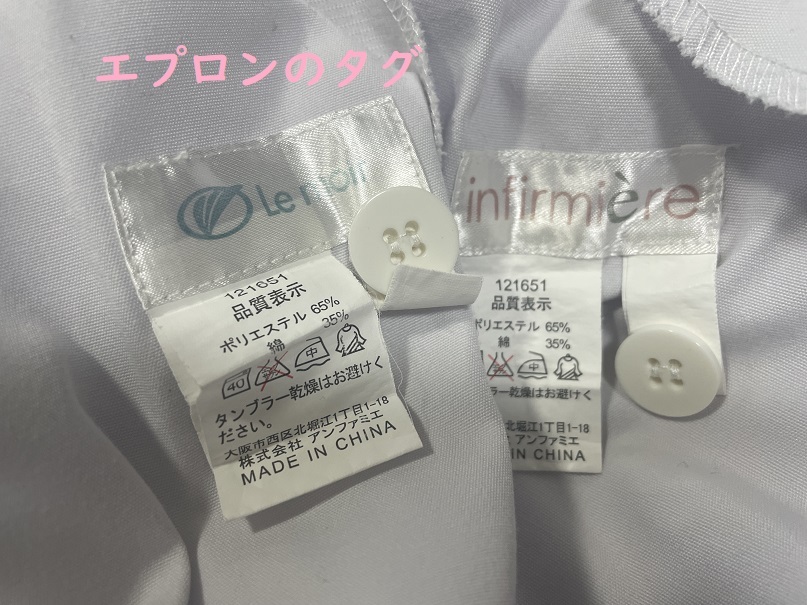 エプロンのタグ
Le moli
121651
品質表示
ポリエステル 65%
綿 35%
40
中
タンブラー乾燥はお避けく
ださい。
大阪市西区北堀江1丁目1-18
株式会社 アンファミエ
MADE IN CHINA
infirmière
121651
品質表示
ポリエステル 65%
綿 35%
中
ラー乾燥はお避けく
北堀江1丁目1-18
社 アンファミエ
IN CHINA